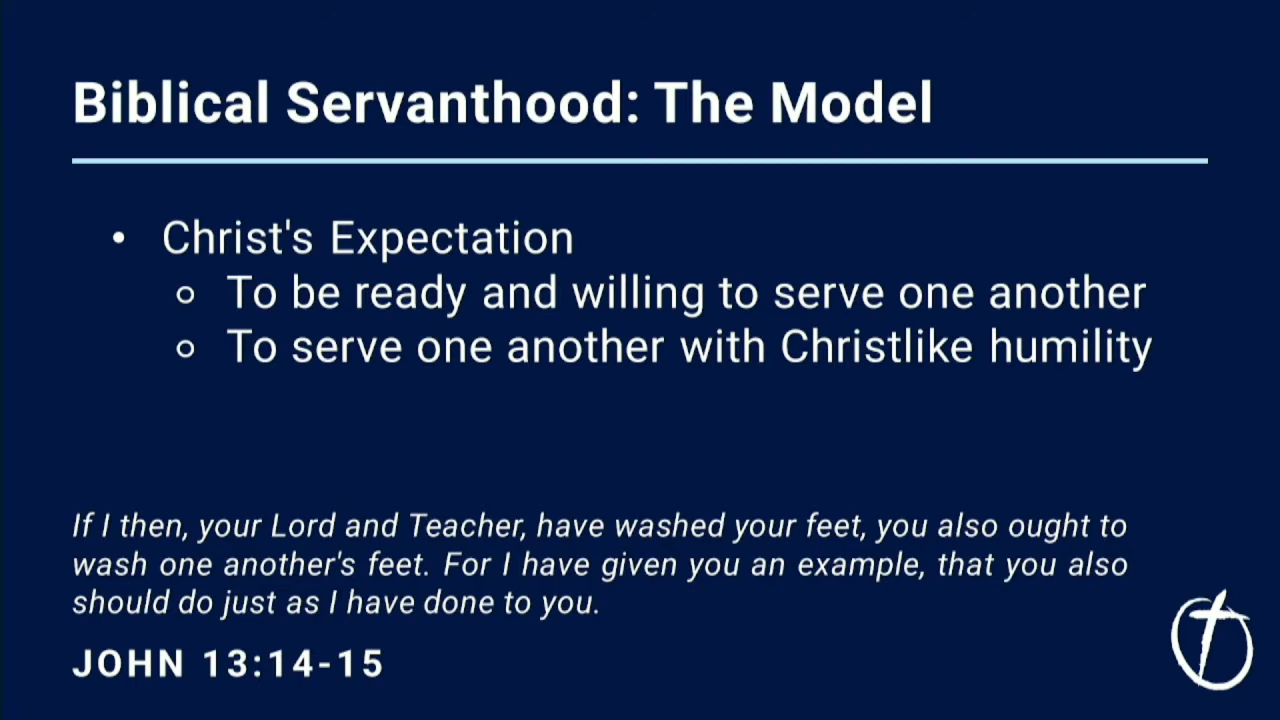 Biblical Servanthood: The Model
• Christ's Expectation
o To be ready and willing to serve one another
o To serve one another with Christlike humility
If I then, your Lord and Teacher, have washed your feet, you also ought to
wash one another's feet. For I have given you an example, that you also
should do just as I have done to you.
JOHN 13:14-15